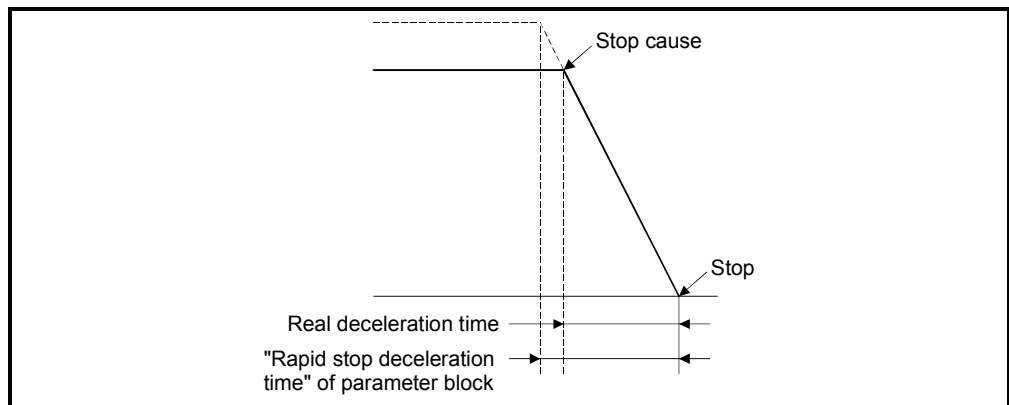 Stop cause
Stop
Real deceleration time
"Rapid stop deceleration
time" of parameter block